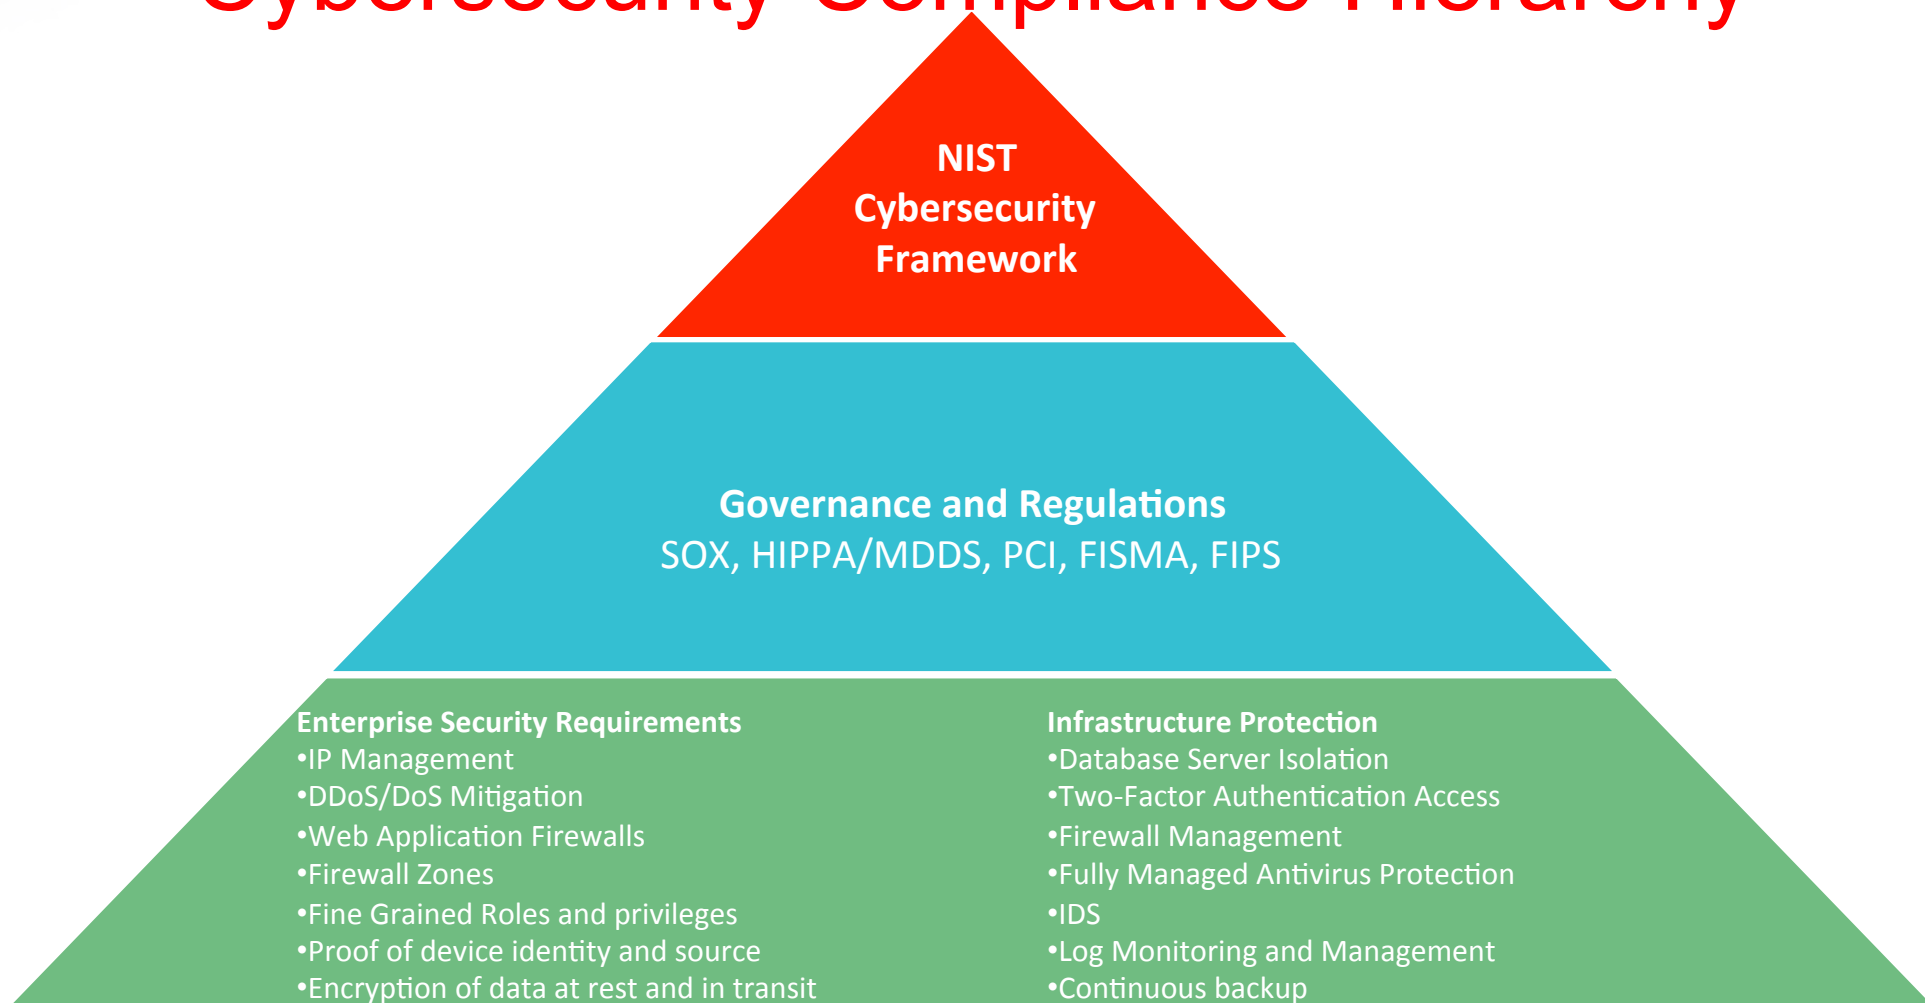 Cybersecurity Compliance Hierarchy
NIST
Cybersecurity
Framework
Governance and Regulations
SOX, HIPPA/MDDS, PCI, FISMA, FIPS
Enterprise Security Requirements
•IP Management
•DDoS/DoS Mitigation
•Web Application Firewalls
•Firewall Zones
•Fine Grained Roles and privileges
•Proof of device identity and source
•Encryption of data at rest and in transit
Infrastructure Protection
•Database Server Isolation
•Two-Factor Authentication Access
•Firewall Management
•Fully Managed Antivirus Protection
•IDS
•Log Monitoring and Management
•Continuous backup